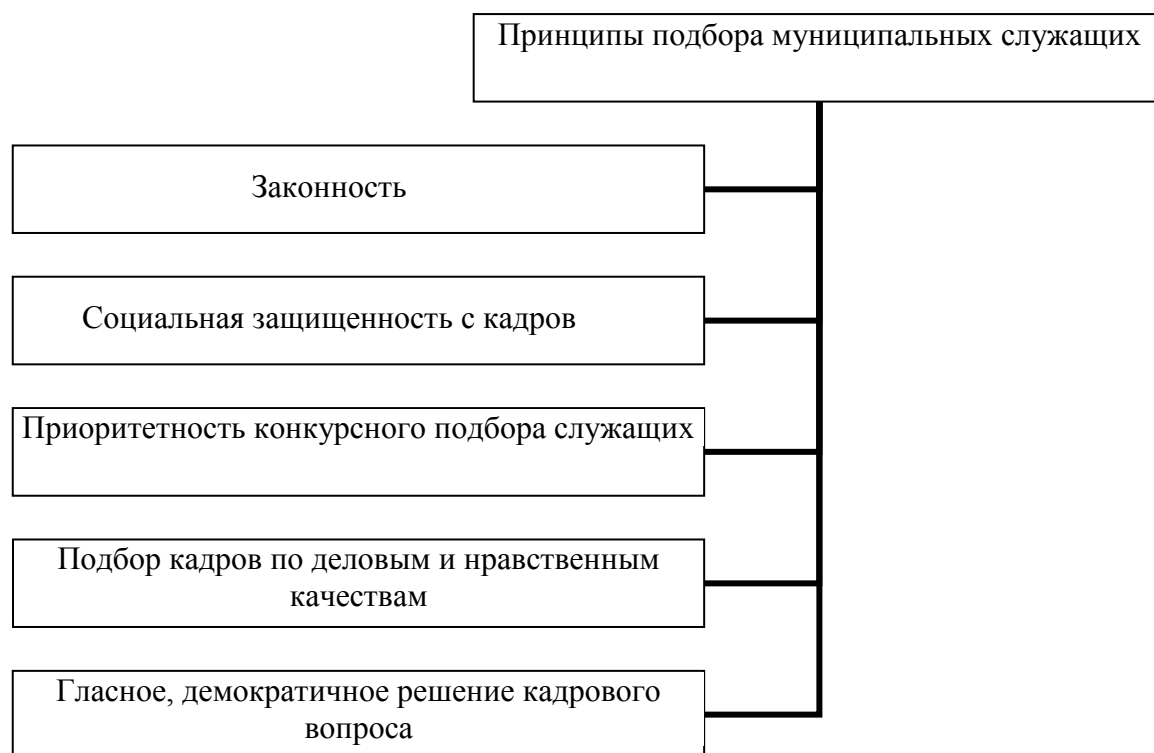 Принципы подбора муниципальных служащих
Законность
Социальная защищенность с кадров
Приоритетность конкурсного подбора служащих
Подбор кадров по деловым и нравственным
качествам
Гласное, демократичное решение кадрового
вопроса